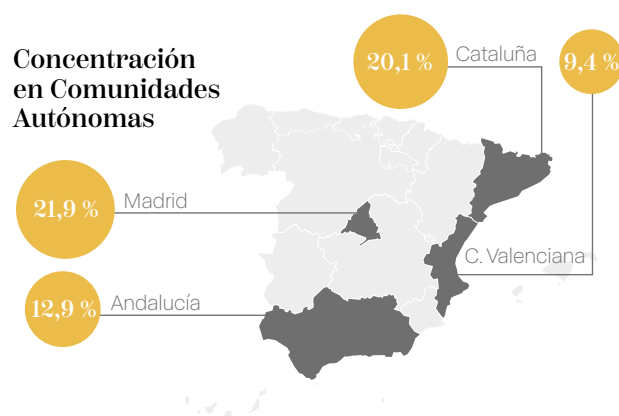 Concentración
en Comunidades
Autónomas
20,1 %
Cataluña
9,4 %
21,9 %
Madrid
C. Valenciana
12,9 %
Andalucía